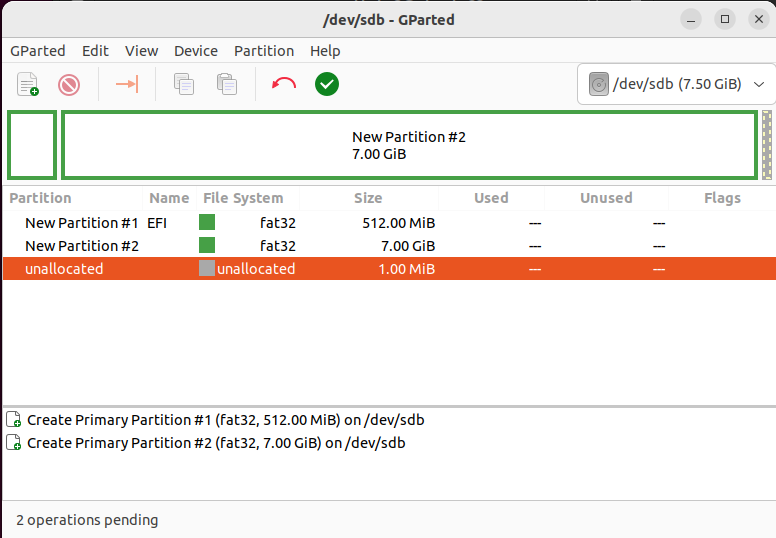 /dev/sdb - GParted
GParted Edit View Device Partition Help
/dev/sdb (7.50 GiB)
New Partition #2
7.00 GiB
Partition Name File System Size Used Unused Flags
New Partition #1 EFI fat32 512.00 MiB --- ---
New Partition #2 fat32 7.00 GiB --- ---
unallocated unallocated 1.00 MiB --- ---
Create Primary Partition #1 (fat32, 512.00 MiB) on /dev/sdb
Create Primary Partition #2 (fat32, 7.00 GiB) on /dev/sdb
2 operations pending